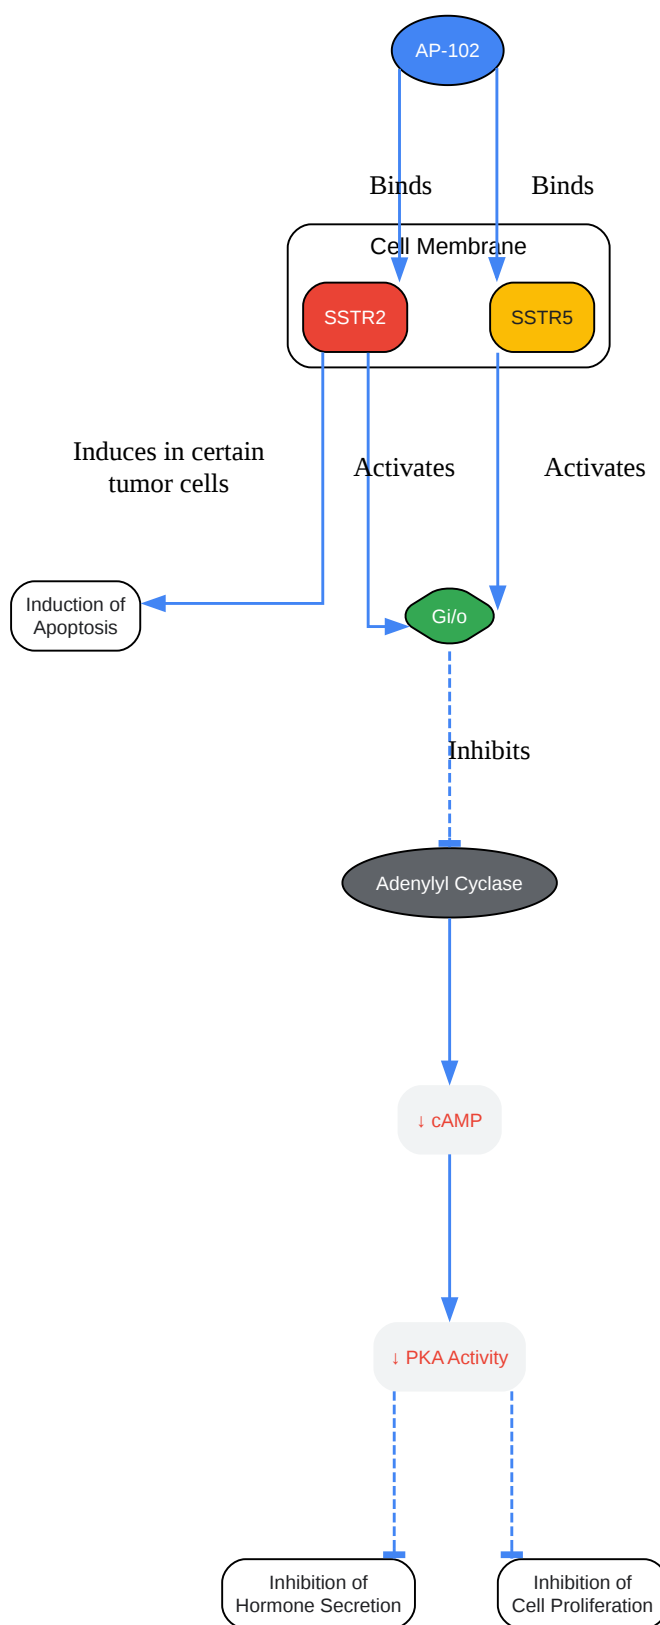 AP-102
Binds
Binds
Cell Membrane
SSTR2
SSTR5
Induces in certain
tumor cells
Activates
Activates
Induction of
Apoptosis
Gi/o
Inhibits
Adenylyl Cyclase
↓ cAMP
↓ PKA Activity
Inhibition of
Hormone Secretion
Inhibition of
Cell Proliferation